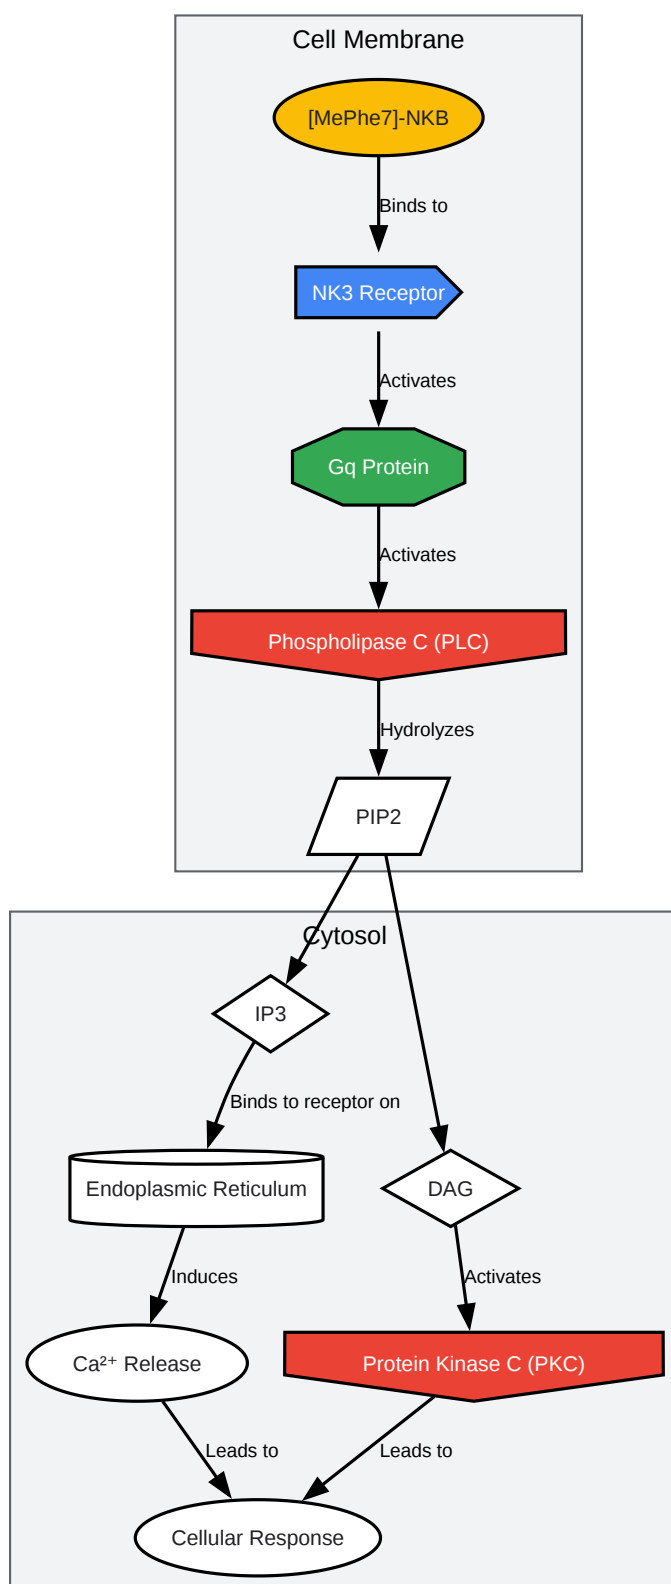 Cell Membrane
[MePhe7]-NKB
Binds to
NK3 Receptor
Activates
Gq Protein
Activates
Phospholipase C (PLC)
Hydrolyzes
PIP2
Cytosol
IP3
Binds to receptor on
Endoplasmic Reticulum
DAG
Induces
Activates
Ca²⁺ Release
Protein Kinase C (PKC)
Leads to
Leads to
Cellular Response